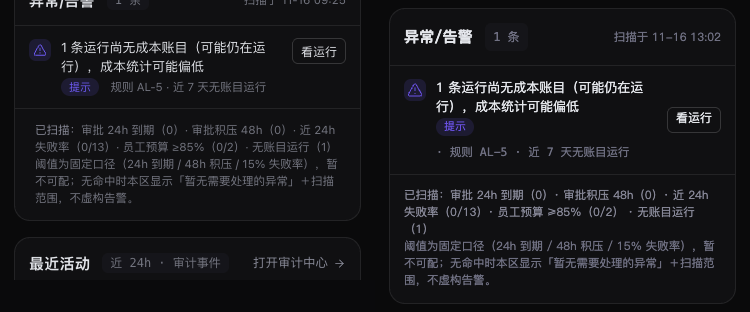 异常/告警 1 条 扫描于 11-16 09:25
1 条运行尚无成本账目（可能仍在运
行），成本统计可能偏低
看运行
提示 规则 AL-5 · 近 7 天无账目运行
已扫描：审批 24h 到期（0）· 审批积压 48h（0）· 近 24h
失败率（0/13）· 员工预算 ≥85%（0/2）· 无账目运行（1）
阈值为固定口径（24h 到期 / 48h 积压 / 15% 失败率），暂
不可配；无命中时本区显示「暂无需要处理的异常」＋扫描
范围，不虚构告警。
最近活动 近 24h · 审计事件 打开审计中心 →
异常/告警 1 条 扫描于 11-16 13:02
1 条运行尚无成本账目（可能仍在运
行），成本统计可能偏低
提示
看运行
· 规则 AL-5 · 近 7 天无账目运行
已扫描：审批 24h 到期（0）· 审批积压 48h（0）· 近 24h
失败率（0/13）· 员工预算 ≥85%（0/2） · 无账目运行
（1）
阈值为固定口径（24h 到期 / 48h 积压 / 15% 失败率），暂
不可配；无命中时本区显示「暂无需要处理的异常」＋扫描范
围，不虚构告警。